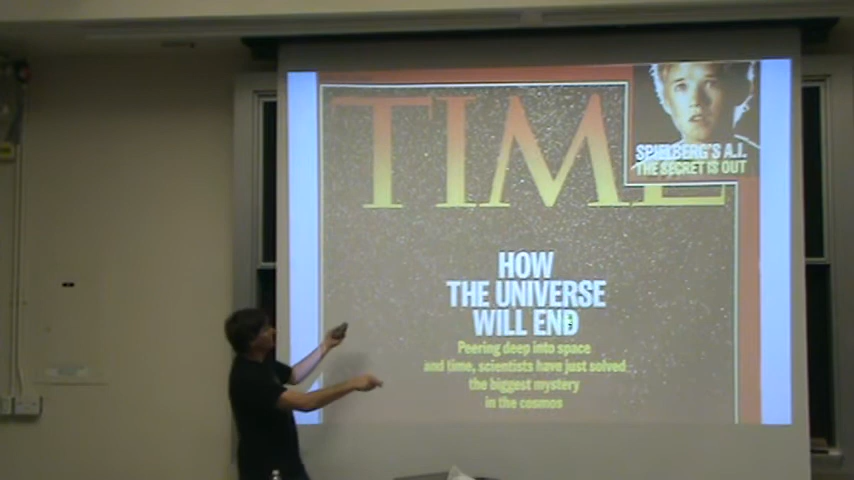 TIME
SPIELBERG'S A.I.
THE SECRET IS OUT
HOW
THE UNIVERSE
WILL END
Peering deep into space
and time, scientists have just solved
the biggest mystery
in the cosmos